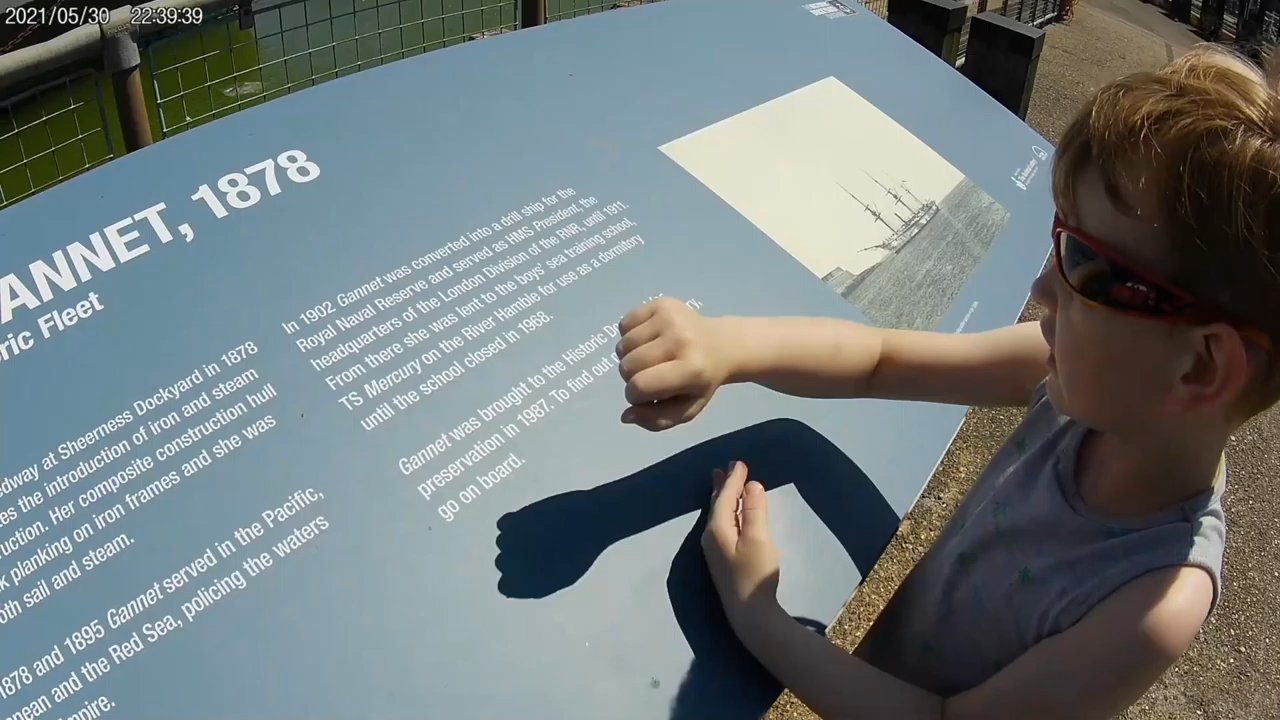 2021/05/30 22:39:39
ANNET, 1878
ric Fleet
dway at Sheerness Dockyard in 1878
es the introduction of iron and steam
uction. Her composite construction hull
k planking on iron frames and she was
oth sail and steam.
1878 and 1895 Gannet served in the Pacific,
nean and the Red Sea, policing the waters
mpire.
In 1902 Gannet was converted into a drill ship for the
Royal Naval Reserve and served as HMS President, the
headquarters of the London Division of the RNR, until 1911.
From there she was lent to the boys' sea training school,
TS Mercury on the River Hamble for use as a dormitory
until the school closed in 1968.
Gannet was brought to the Historic Do
preservation in 1987. To find out
go on board.